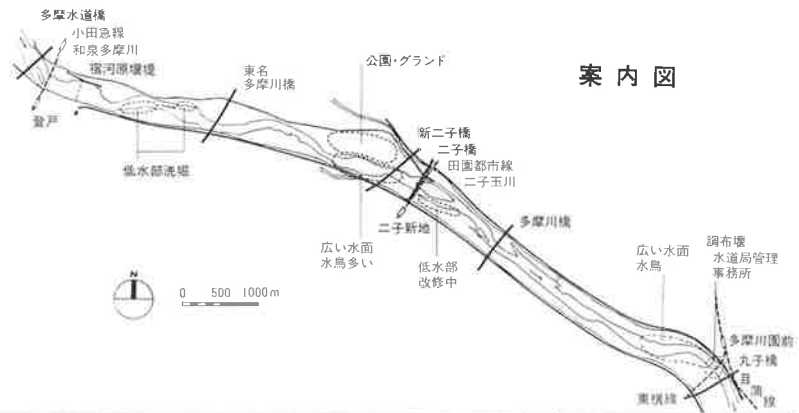 案内図
多摩水道橋
小田急線
和泉多摩川
宿河原堰堤
登戸
低水部浚堀
東名
多摩川橋
公園・グランド
新二子橋
二子橋
田園都市線
二子玉川
二子新地
広い水面
水鳥多い
低水部
改修中
多摩川橋
広い水面
水鳥
調布堰
水道局管理
事務所
多摩川園前
丸子橋
目蒲線
東横線
N
0 500 1000m